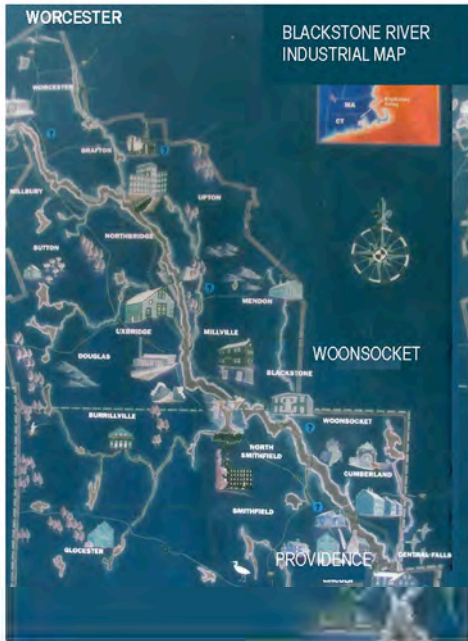 WORCESTER
BLACKSTONE RIVER
INDUSTRIAL MAP
WORCESTER
MA
CT
GRAFTON
MILLBURY
UPTON
NORTHBRIDGE
SUTTON
MENDON
UXBRIDGE
MILLVILLE
DOUGLAS
WOONSOCKET
BLACKSTONE
BURRILLVILLE
WOONSOCKET
NORTH
SMITHFIELD
CUMBERLAND
SMITHFIELD
GLOCESTER
PROVIDENCE
CENTRAL FALLS
LINCOLN